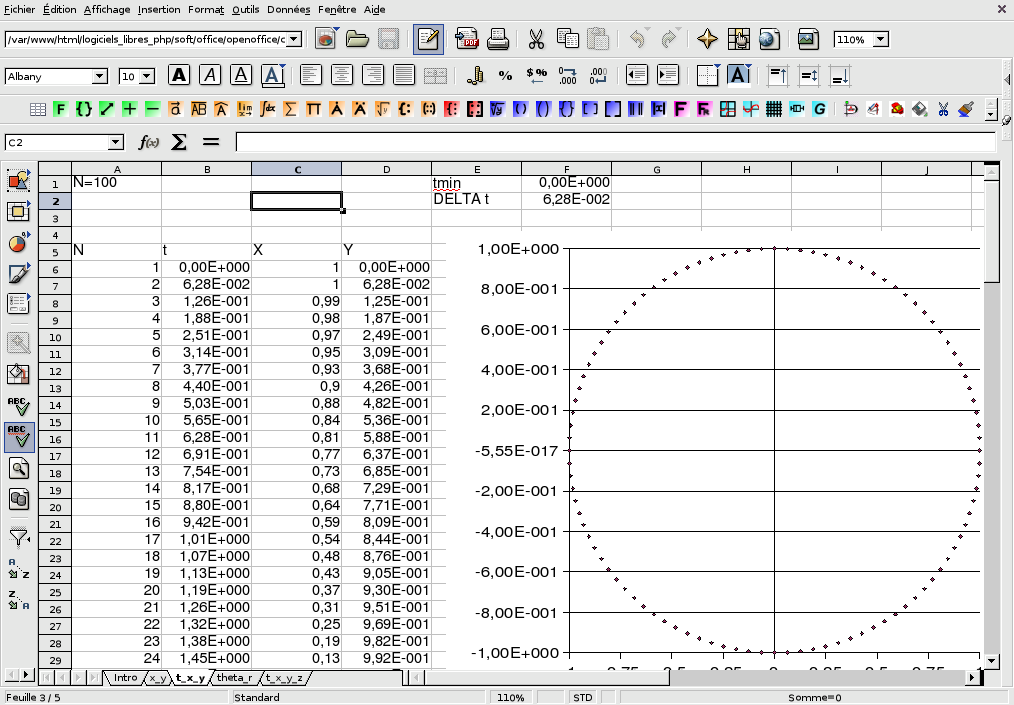 Fichier Édition Affichage Insertion Format Outils Données Fenêtre Aide
/var/www/html/logiciels_libres_php/soft/office/openoffice/c 110%
Albany 10 A A A A % $%
C2 f(x) Σ =
A B C D E F G H I J
1 N=100 tmin 0,00E+000
2 DELTA t 6,28E-002
3
4
5 N t X Y
6 1 0,00E+000 1 0,00E+000
7 2 6,28E-002 1 6,28E-002
8 3 1,26E-001 0,99 1,25E-001
9 4 1,88E-001 0,98 1,87E-001
10 5 2,51E-001 0,97 2,49E-001
11 6 3,14E-001 0,95 3,09E-001
12 7 3,77E-001 0,93 3,68E-001
13 8 4,40E-001 0,9 4,26E-001
14 9 5,03E-001 0,88 4,82E-001
15 10 5,65E-001 0,84 5,36E-001
16 11 6,28E-001 0,81 5,88E-001
17 12 6,91E-001 0,77 6,37E-001
18 13 7,54E-001 0,73 6,85E-001
19 14 8,17E-001 0,68 7,29E-001
20 15 8,80E-001 0,64 7,71E-001
21 16 9,42E-001 0,59 8,09E-001
22 17 1,01E+000 0,54 8,44E-001
23 18 1,07E+000 0,48 8,76E-001
24 19 1,13E+000 0,43 9,05E-001
25 20 1,19E+000 0,37 9,30E-001
26 21 1,26E+000 0,31 9,51E-001
27 22 1,32E+000 0,25 9,69E-001
28 23 1,38E+000 0,19 9,82E-001
29 24 1,45E+000 0,13 9,92E-001
1,00E+000
8,00E-001
6,00E-001
4,00E-001
2,00E-001
-5,55E-017
-2,00E-001
-4,00E-001
-6,00E-001
-8,00E-001
-1,00E+000
ABC
ABC
A Z
Z A
Intro x_y t_x_y theta_r t_x_y_z
Feuille 3 / 5 Standard 110% STD Somme=0